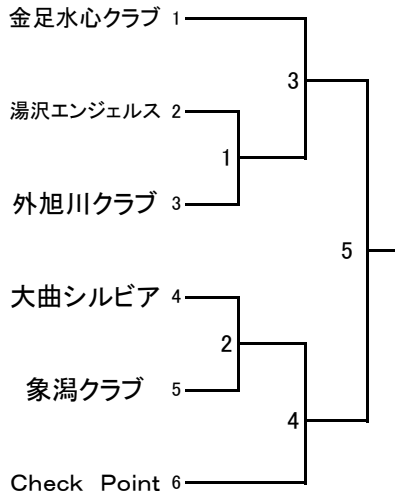 金足水心クラブ 1
3
湯沢エンジェルス 2
1
外旭川クラブ 3
5
大曲シルビア 4
2
象潟クラブ 5
4
Check Point 6